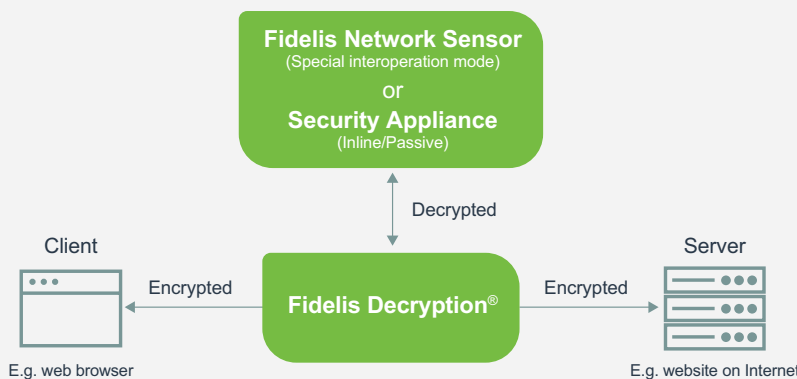 Fidelis Network Sensor
(Special interoperation mode)
or
Security Appliance
(Inline/Passive)
Decrypted
Client
Server
Encrypted
Fidelis Decryption®
Encrypted
E.g. web browser
E.g. website on Internet